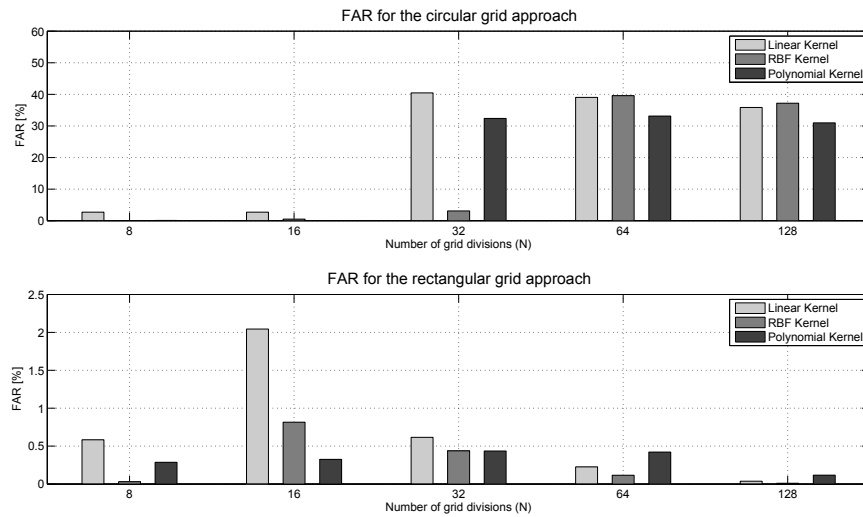 FAR for the circular grid approach
60
50
40
30
20
10
0
FAR [%]
Linear Kernel
RBF Kernel
Polynomial Kernel
8 16 32 64 128
Number of grid divisions (N)
FAR for the rectangular grid approach
2.5
2
1.5
1
0.5
0
FAR [%]
Linear Kernel
RBF Kernel
Polynomial Kernel
8 16 32 64 128
Number of grid divisions (N)